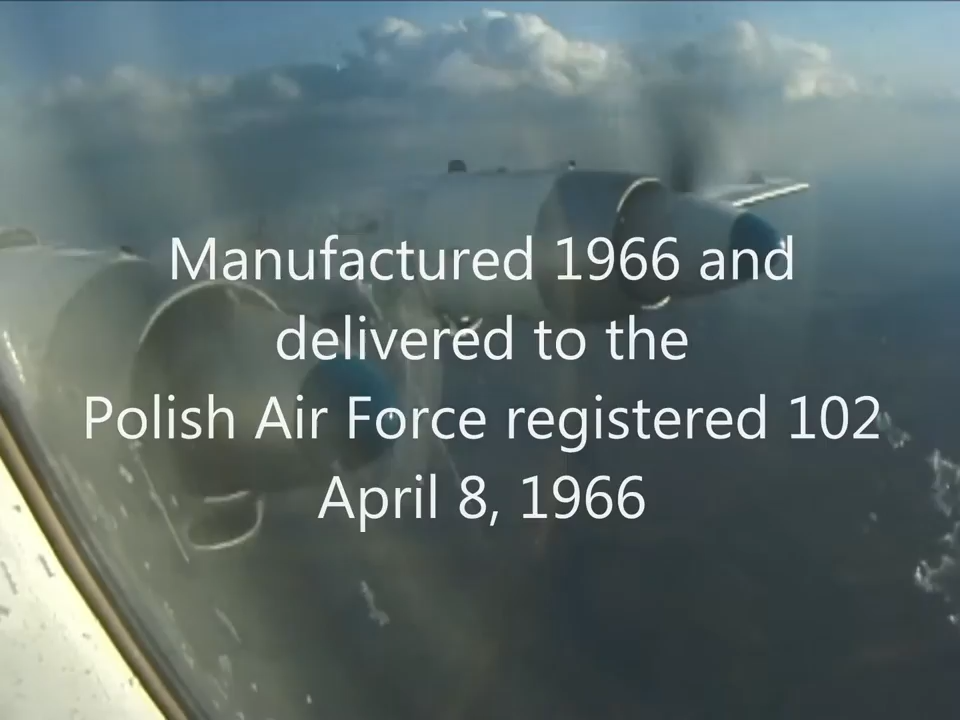 Manufactured 1966 and
delivered to the
Polish Air Force registered 102
April 8, 1966